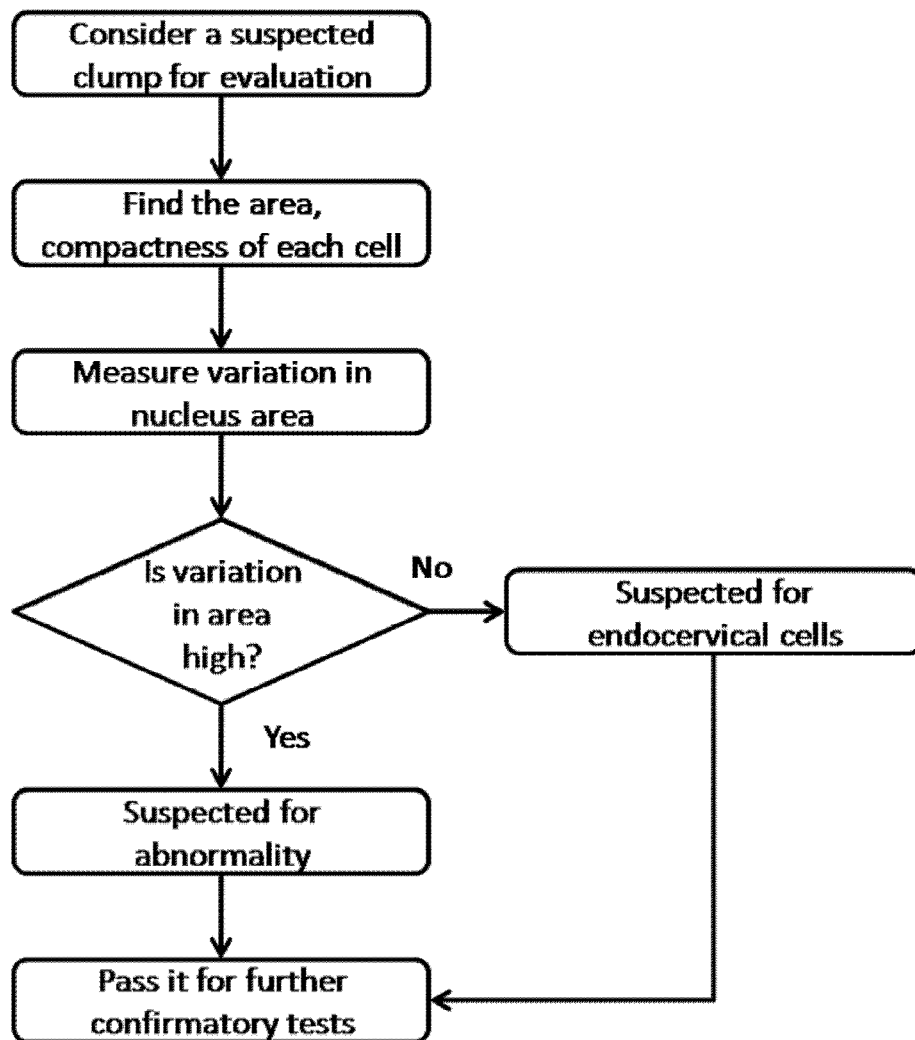 Consider a suspected
clump for evaluation
Find the area,
compactness of each cell
Measure variation in
nucleus area
Is variation
in area
high?
No
Suspected for
endocervical cells
Yes
Suspected for
abnormality
Pass it for further
confirmatory tests